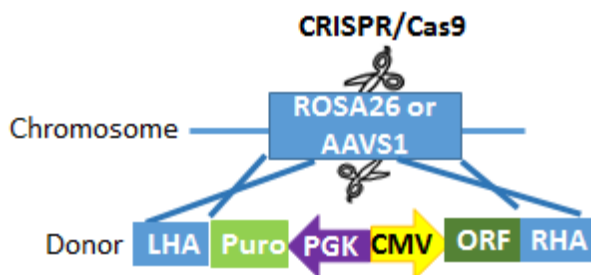 CRISPR/Cas9
ROSA26 or
AAVS1
Chromosome
Donor LHA Puro PGK CMV ORF RHA